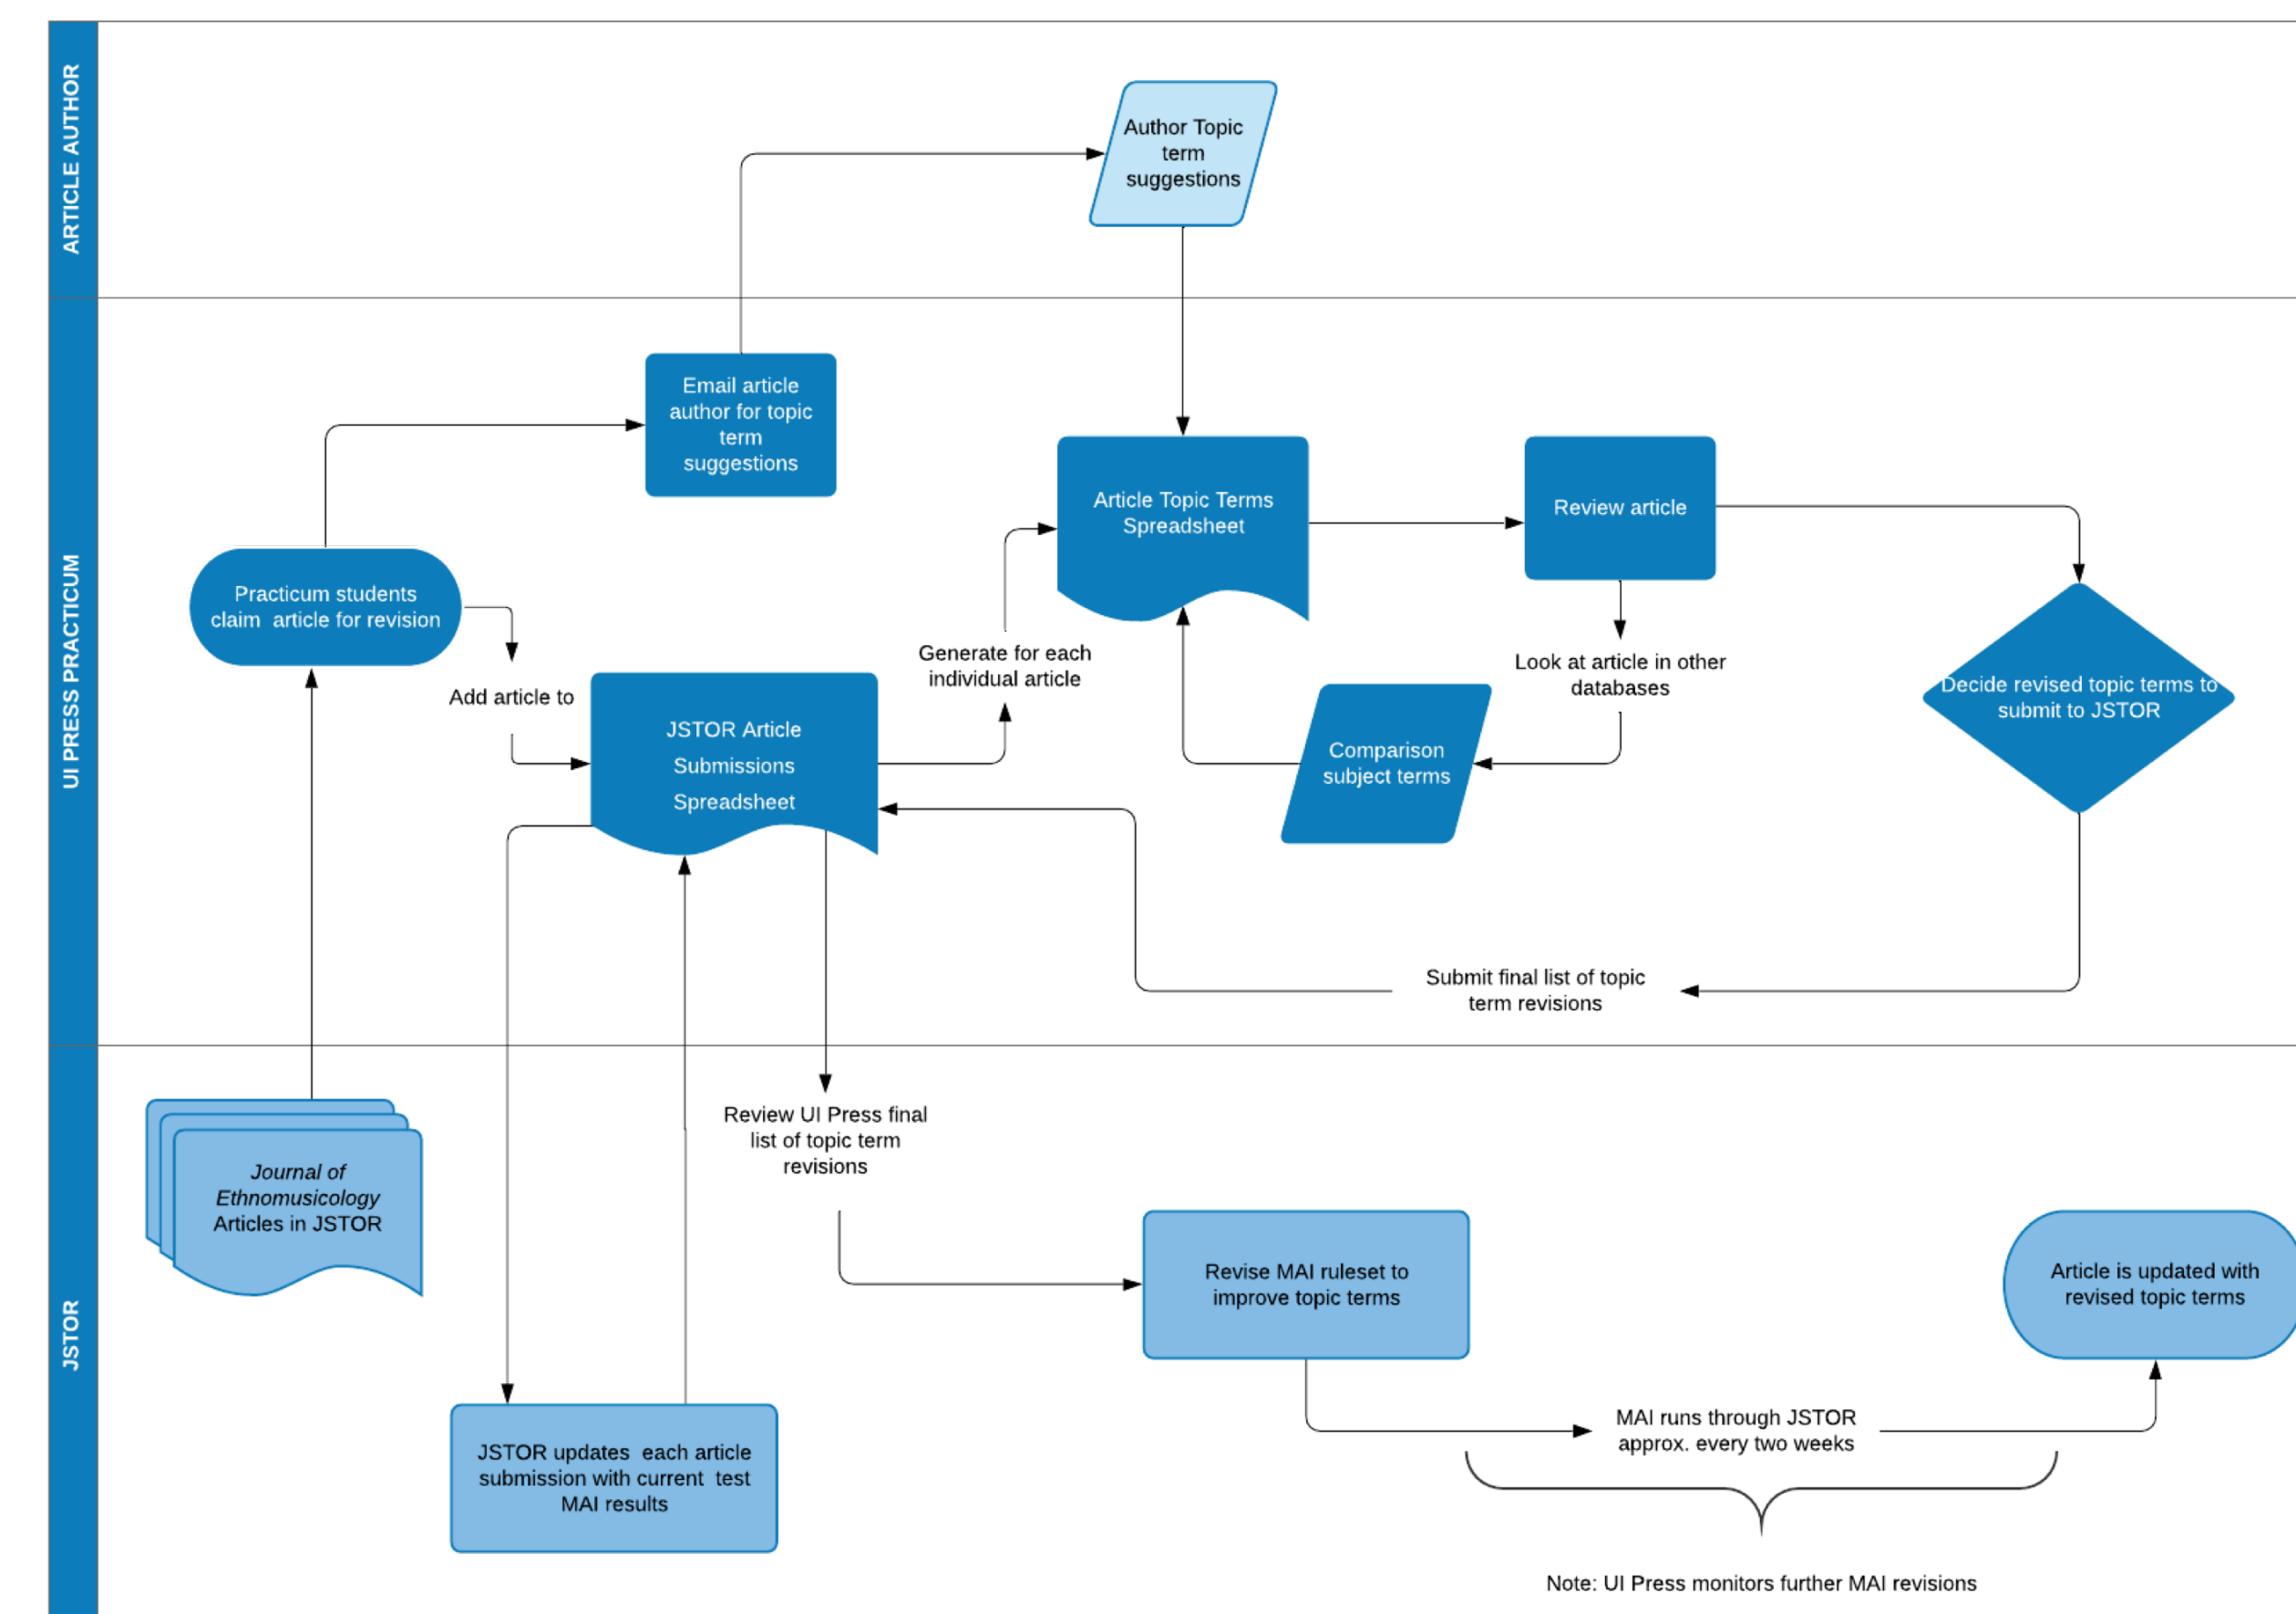 ARTICLE AUTHOR
Author Topic
term
suggestions
UI PRESS PRACTICUM
Email article
author for topic
term
suggestions
Practicum students
claim article for revision
Add article to
JSTOR Article
Submissions
Spreadsheet
Generate for each
individual article
Article Topic Terms
Spreadsheet
Review article
Look at article in other
databases
Comparison
subject terms
Decide revised topic terms to
submit to JSTOR
Submit final list of topic
term revisions
JSTOR
Journal of
Ethnomusicology
Articles in JSTOR
Review UI Press final
list of topic term
revisions
JSTOR updates each article
submission with current test
MAI results
Revise MAI ruleset to
improve topic terms
MAI runs through JSTOR
approx. every two weeks
Article is updated with
revised topic terms
Note: UI Press monitors further MAI revisions